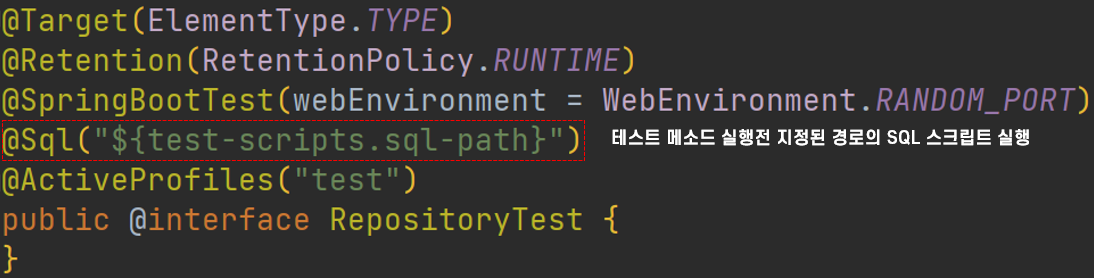 @Target(ElementType.TYPE)
@Retention(RetentionPolicy.RUNTIME)
@SpringBootTest(webEnvironment = WebEnvironment.RANDOM_PORT)
@Sql("${test-scripts.sql-path}") 테스트 메소드 실행전 지정된 경로의 SQL 스크립트 실행
@ActiveProfiles("test")
public @interface RepositoryTest {
}